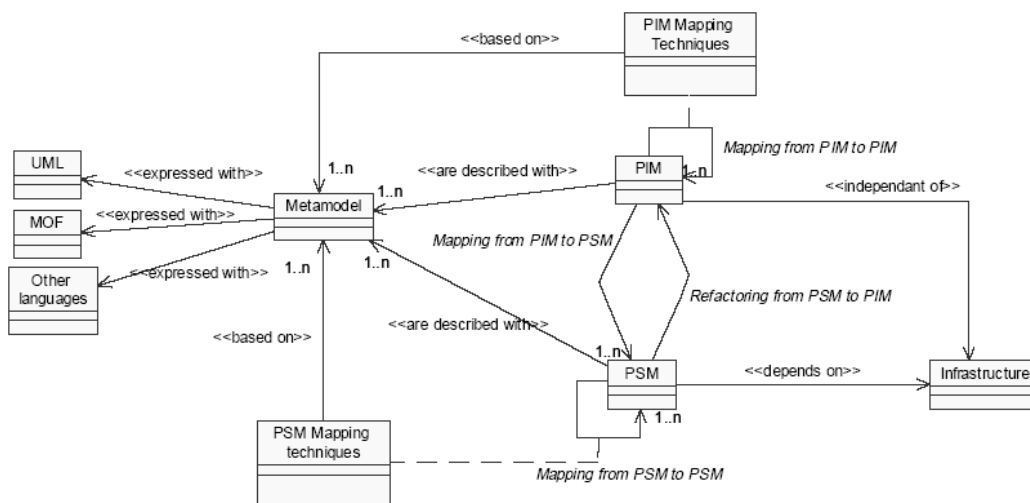 PIM Mapping
Techniques
<<based on>>
Mapping from PIM to PIM
UML
<<expressed with>>
1..n
<<are described with>>
PIM
1..n
<<independant of>>
1..n
Metamodel
MOF
<<expressed with>>
Mapping from PIM to PSM
1..n
1..n
Other
languages
<<expressed with>>
Refactoring from PSM to PIM
<<based on>>
<<are described with>>
1..n
PSM
<<depends on>>
Infrastructure
1..n
PSM Mapping
techniques
Mapping from PSM to PSM